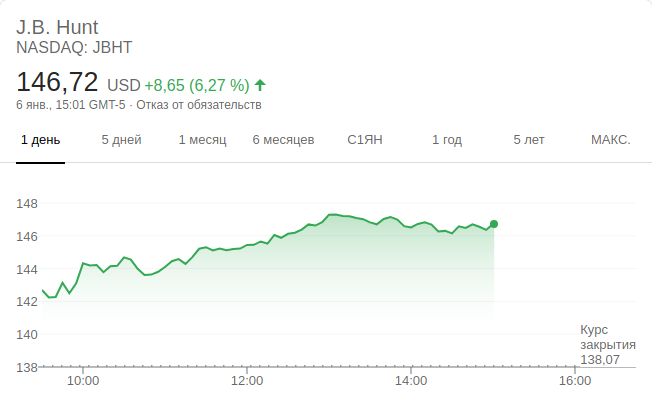 J.B. Hunt
NASDAQ: JBHT
146,72 USD +8,65 (6,27 %)
6 янв., 15:01 GMT-5 · Отказ от обязательств
1 день 5 дней 1 месяц 6 месяцев С1ЯН 1 год 5 лет МАКС.
148
146
144
142
140
138
Курс
закрытия
138,07
10:00 12:00 14:00 16:00